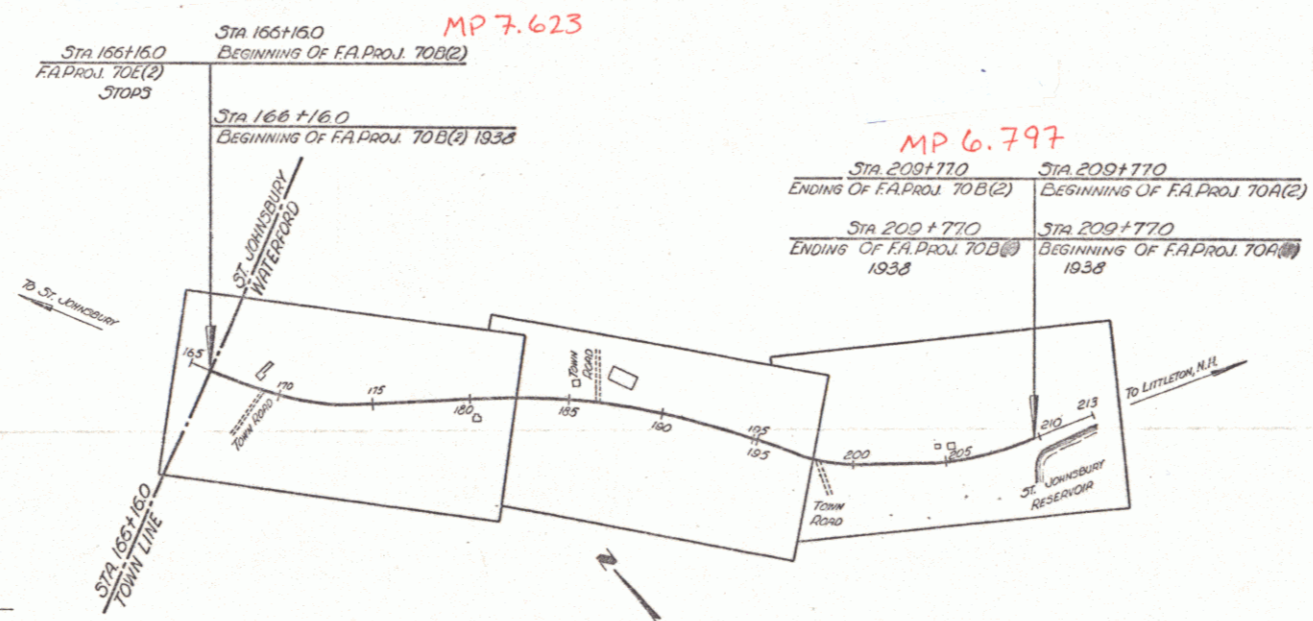 MP 7.623
STA. 166+16.0
F.A.PROJ. 70E(2)
STOPS
STA. 166+16.0
BEGINNING OF F.A.PROJ. 70B(2)
STA. 166+16.0
BEGINNING OF F.A.PROJ. 70B(2) 1938
MP 6.797
STA. 209+77.0
ENDING OF F.A.PROJ. 70B(2)
STA. 209+77.0
BEGINNING OF F.A.PROJ. 70A(2)
STA. 209+77.0
ENDING OF F.A.PROJ. 70B
1938
STA. 209+77.0
BEGINNING OF F.A.PROJ. 70A
1938
TO ST. JOHNSBURY
ST. JOHNSBURY
WATERFORD
165
170
TOWN ROAD
175
180
TOWN
ROAD
185
190
195
195
TOWN
ROAD
200
205
210
213
TO LITTLETON, N.H.
ST. JOHNSBURY
RESERVOIR
STA. 166+16.0
TOWN LINE
N